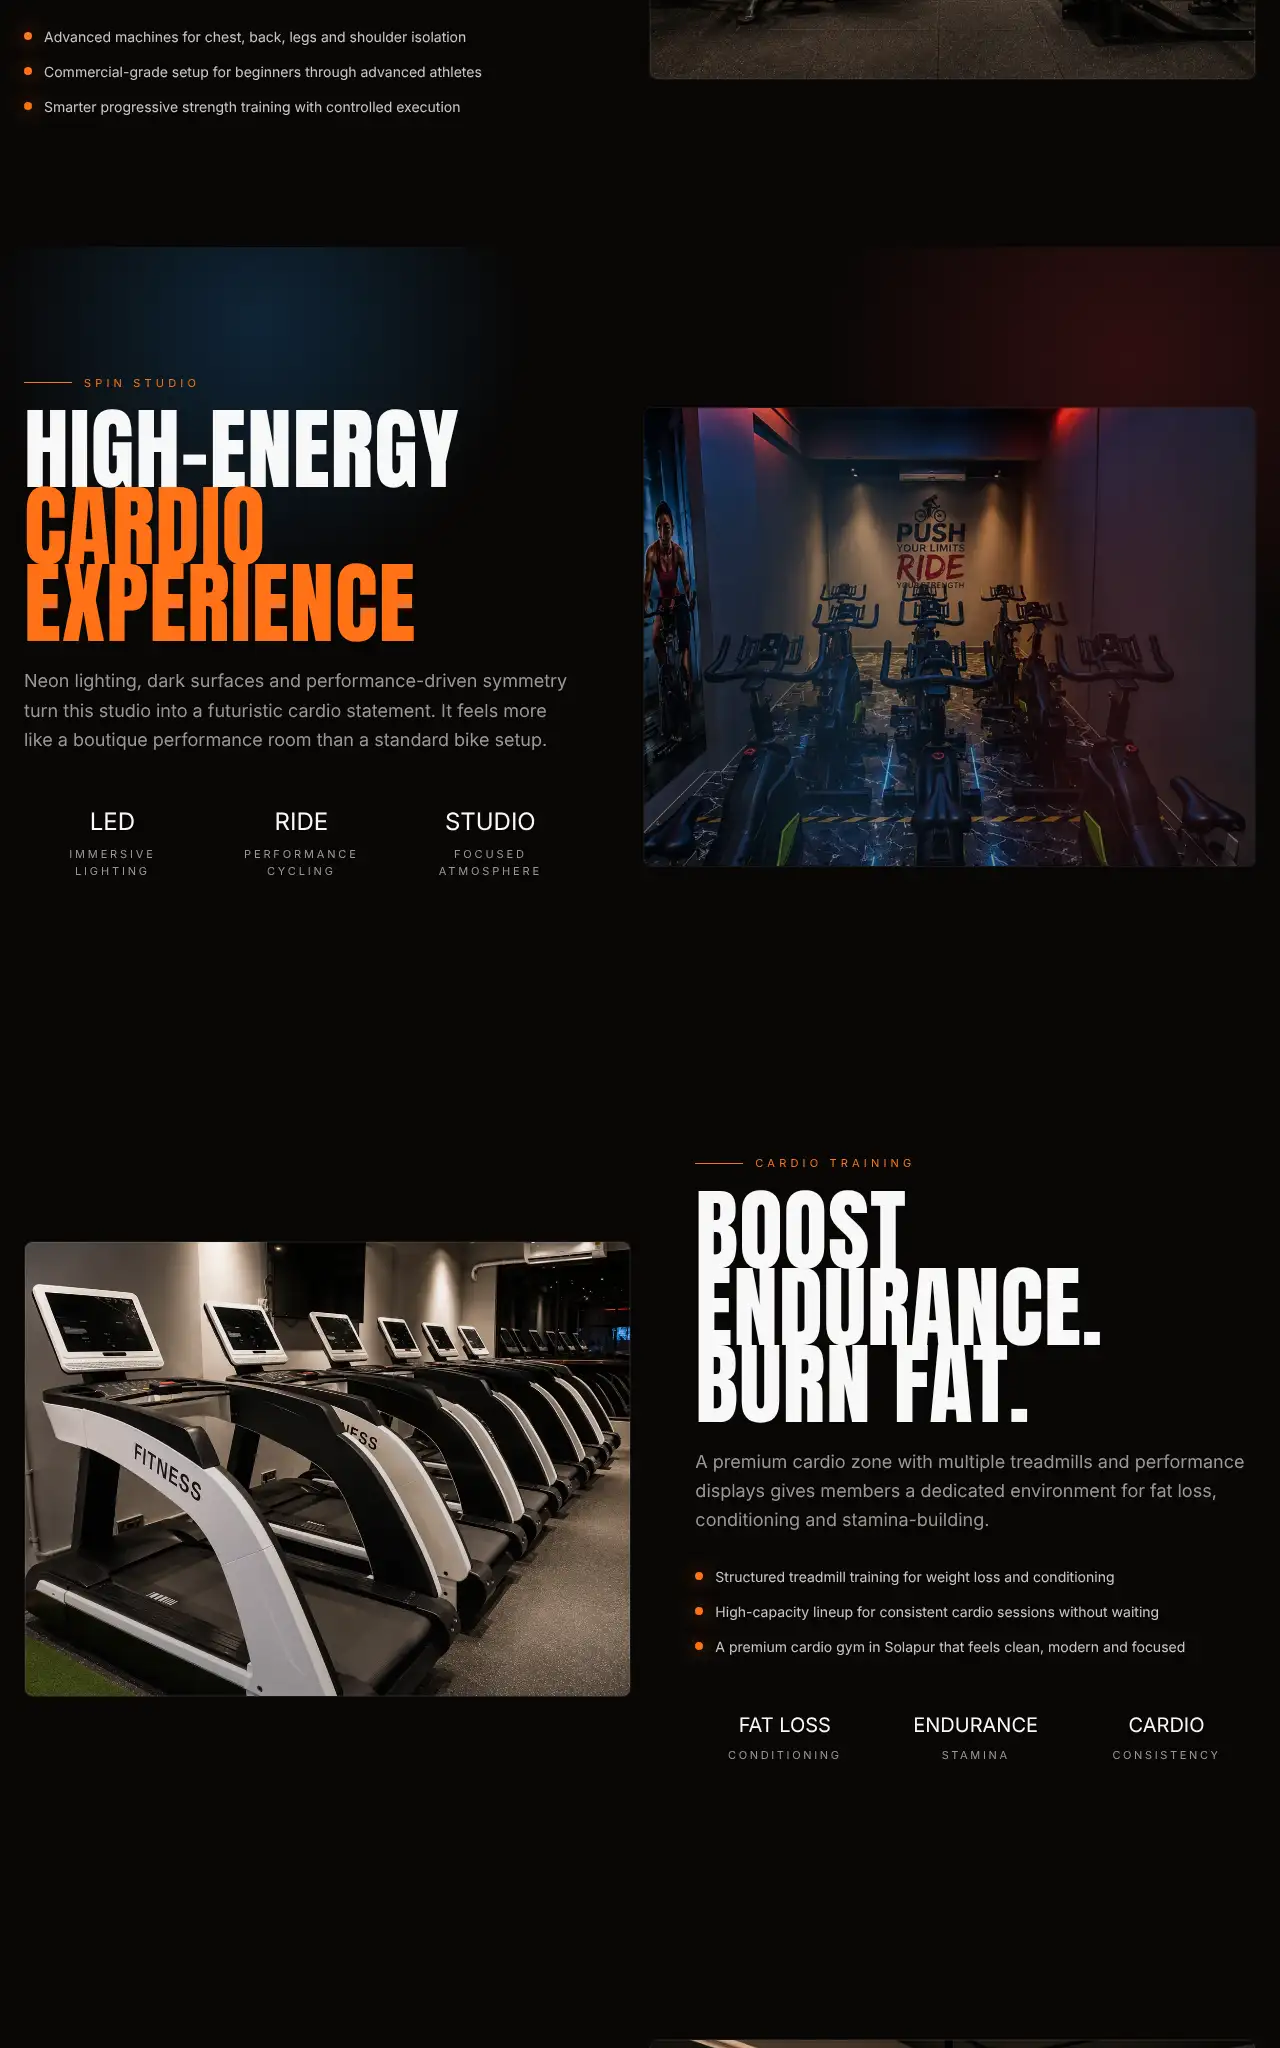 Advanced machines for chest, back, legs and shoulder isolation
Commercial-grade setup for beginners through advanced athletes
Smarter progressive strength training with controlled execution
SPIN STUDIO
HIGH-ENERGY
CARDIO
EXPERIENCE
Neon lighting, dark surfaces and performance-driven symmetry
turn this studio into a futuristic cardio statement. It feels more
like a boutique performance room than a standard bike setup.
LED
IMMERSIVE
LIGHTING
RIDE
PERFORMANCE
CYCLING
STUDIO
FOCUSED
ATMOSPHERE
PUSH
YOUR LIMITS
RIDE
YOUR STRENGTH
CARDIO TRAINING
BOOST
ENDURANCE.
BURN FAT.
A premium cardio zone with multiple treadmills and performance
displays gives members a dedicated environment for fat loss,
conditioning and stamina-building.
Structured treadmill training for weight loss and conditioning
High-capacity lineup for consistent cardio sessions without waiting
A premium cardio gym in Solapur that feels clean, modern and focused
FAT LOSS
CONDITIONING
ENDURANCE
STAMINA
CARDIO
CONSISTENCY
FITNESS
NESS